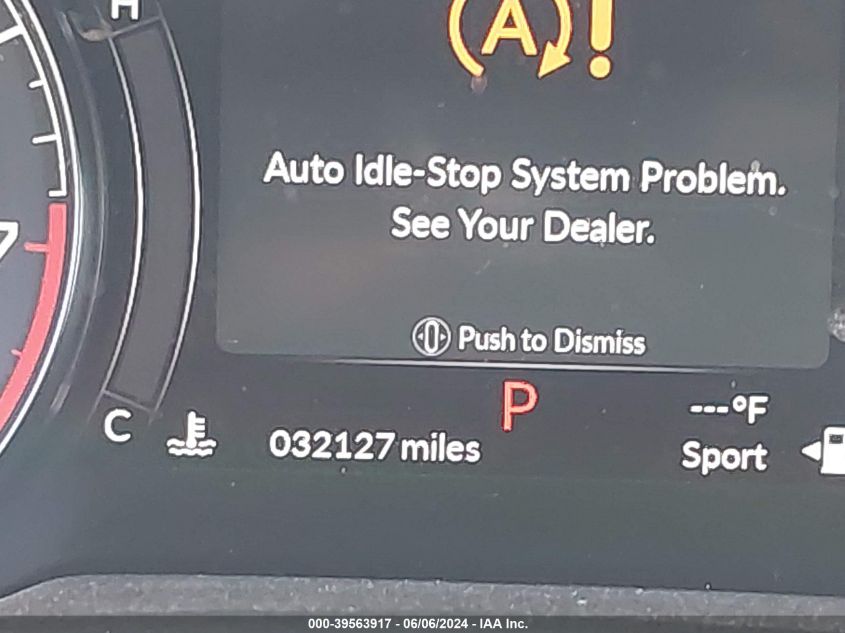 H
A!
7
Auto Idle-Stop System Problem.
See Your Dealer.
Push to Dismiss
P
---°F
C
032127 miles
Sport
000-39563917 - 06/06/2024 - IAA Inc.